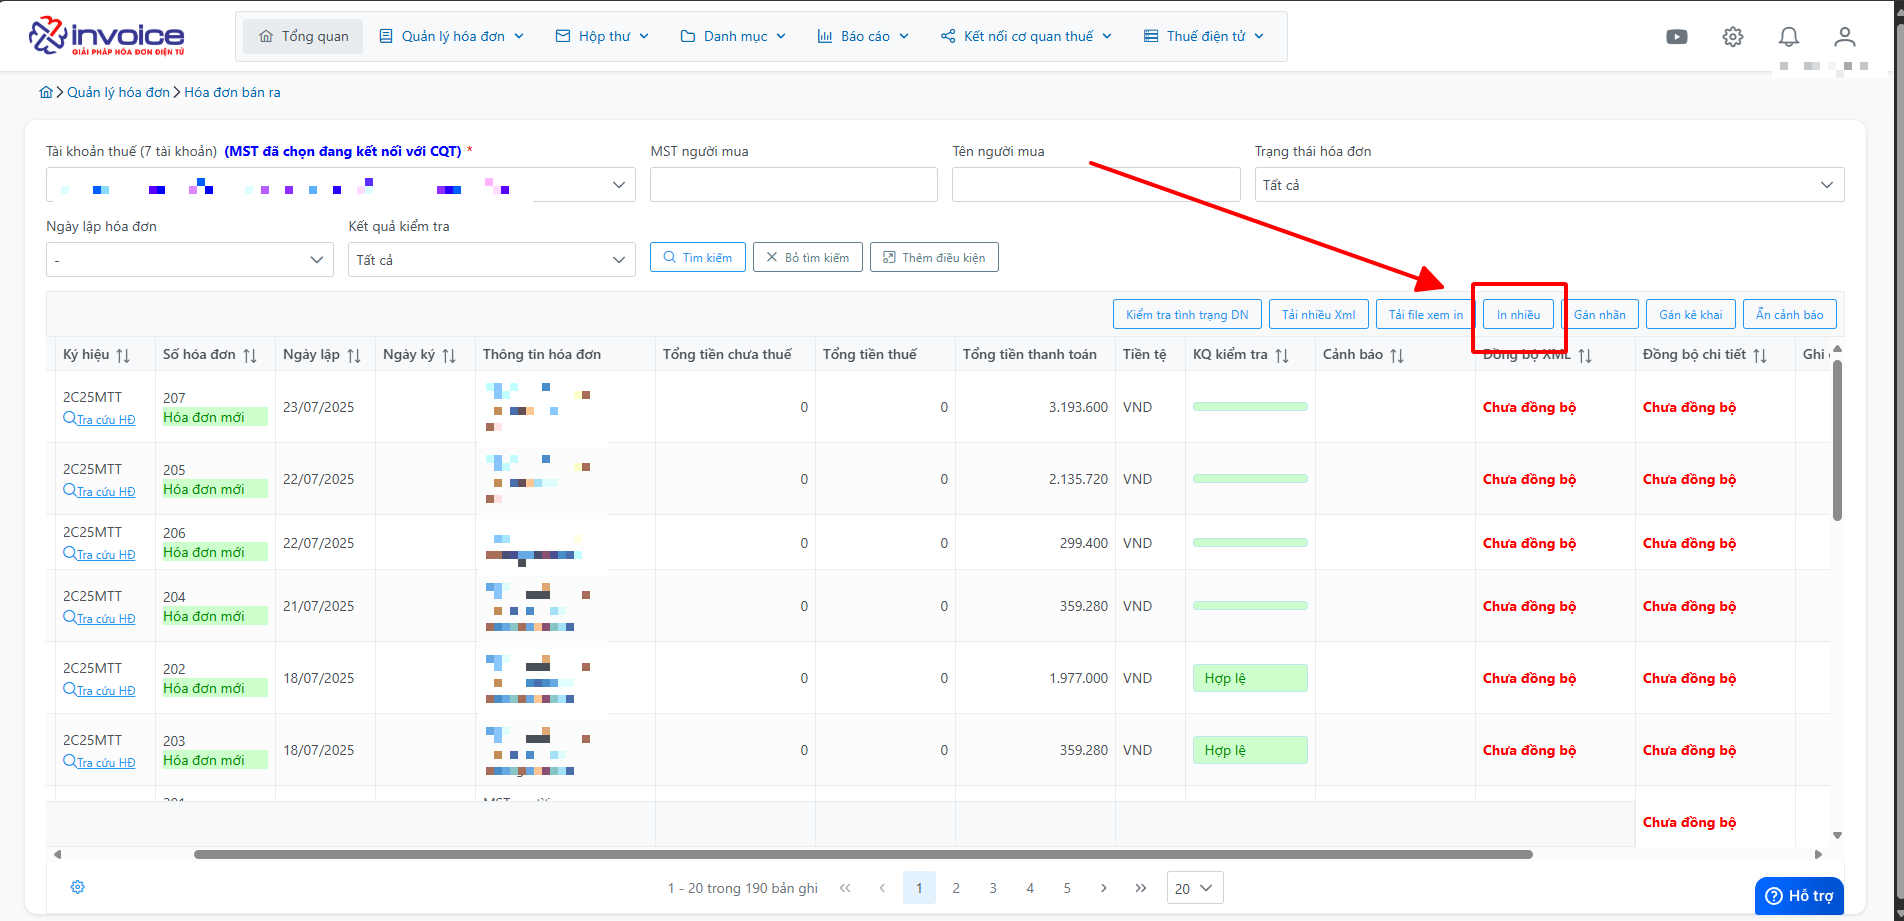 invoice
GIẢI PHÁP HÓA ĐƠN ĐIỆN TỬ
Tổng quan
Quản lý hóa đơn
Hộp thư
Danh mục
Báo cáo
Kết nối cơ quan thuế
Thuế điện tử
Quản lý hóa đơn
Hóa đơn bán ra
Tài khoản thuế (7 tài khoản) (MST đã chọn đang kết nối với CQT) *
MST người mua
Tên người mua
Trạng thái hóa đơn
Tất cả
Ngày lập hóa đơn
Kết quả kiểm tra
-
Tất cả
Tìm kiếm
Bỏ tìm kiếm
Thêm điều kiện
Kiểm tra tình trạng DN
Tải nhiều Xml
Tải file xem in
In nhiều
Gán nhãn
Gán kê khai
Ẩn cảnh báo
Ký hiệu
Số hóa đơn
Ngày lập
Ngày ký
Thông tin hóa đơn
Tổng tiền chưa thuế
Tổng tiền thuế
Tổng tiền thanh toán
Tiền tệ
KQ kiểm tra
Cảnh báo
Đồng bộ XML
Đồng bộ chi tiết
Ghi
2C25MTT
Tra cứu HĐ
207
Hóa đơn mới
23/07/2025
0
0
3.193.600
VND
Chưa đồng bộ
Chưa đồng bộ
2C25MTT
Tra cứu HĐ
205
Hóa đơn mới
22/07/2025
0
0
2.135.720
VND
Chưa đồng bộ
Chưa đồng bộ
2C25MTT
Tra cứu HĐ
206
Hóa đơn mới
22/07/2025
0
0
299.400
VND
Chưa đồng bộ
Chưa đồng bộ
2C25MTT
Tra cứu HĐ
204
Hóa đơn mới
21/07/2025
0
0
359.280
VND
Chưa đồng bộ
Chưa đồng bộ
2C25MTT
Tra cứu HĐ
202
Hóa đơn mới
18/07/2025
0
0
1.977.000
VND
Hợp lệ
Chưa đồng bộ
Chưa đồng bộ
2C25MTT
Tra cứu HĐ
203
Hóa đơn mới
18/07/2025
0
0
359.280
VND
Hợp lệ
Chưa đồng bộ
Chưa đồng bộ
Chưa đồng bộ
1 - 20 trong 190 bản ghi
1
2
3
4
5
20
Hỗ trợ